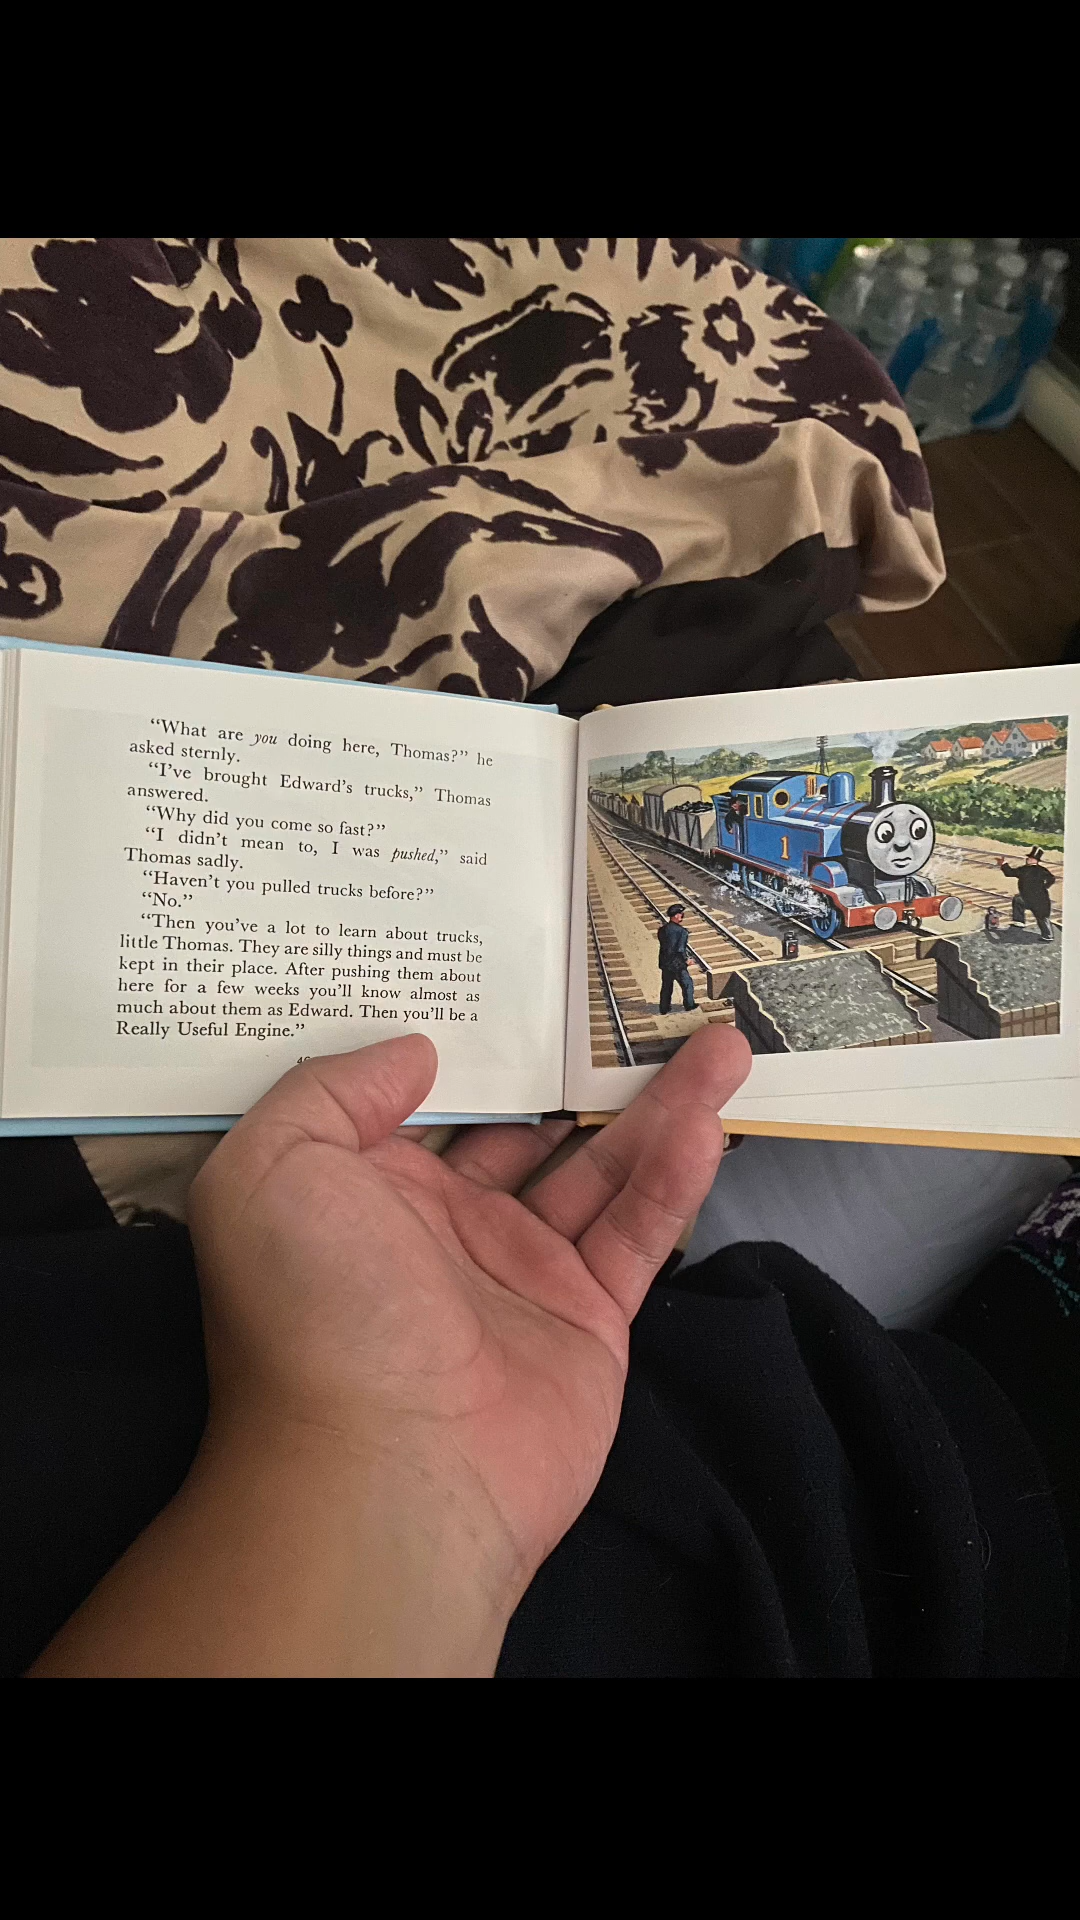 “What are you doing here, Thomas?” he
asked sternly.
“I’ve brought Edward’s trucks,” Thomas
answered.
“Why did you come so fast?”
“I didn’t mean to, I was pushed,” said
Thomas sadly.
“Haven’t you pulled trucks before?”
“No.”
“Then you’ve a lot to learn about trucks,
little Thomas. They are silly things and must be
kept in their place. After pushing them about
here for a few weeks you’ll know almost as
much about them as Edward. Then you’ll be a
Really Useful Engine.”
1